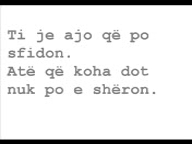 Ti je ajo që po
sfidon.
Atë që koha dot
nuk po e shëron.